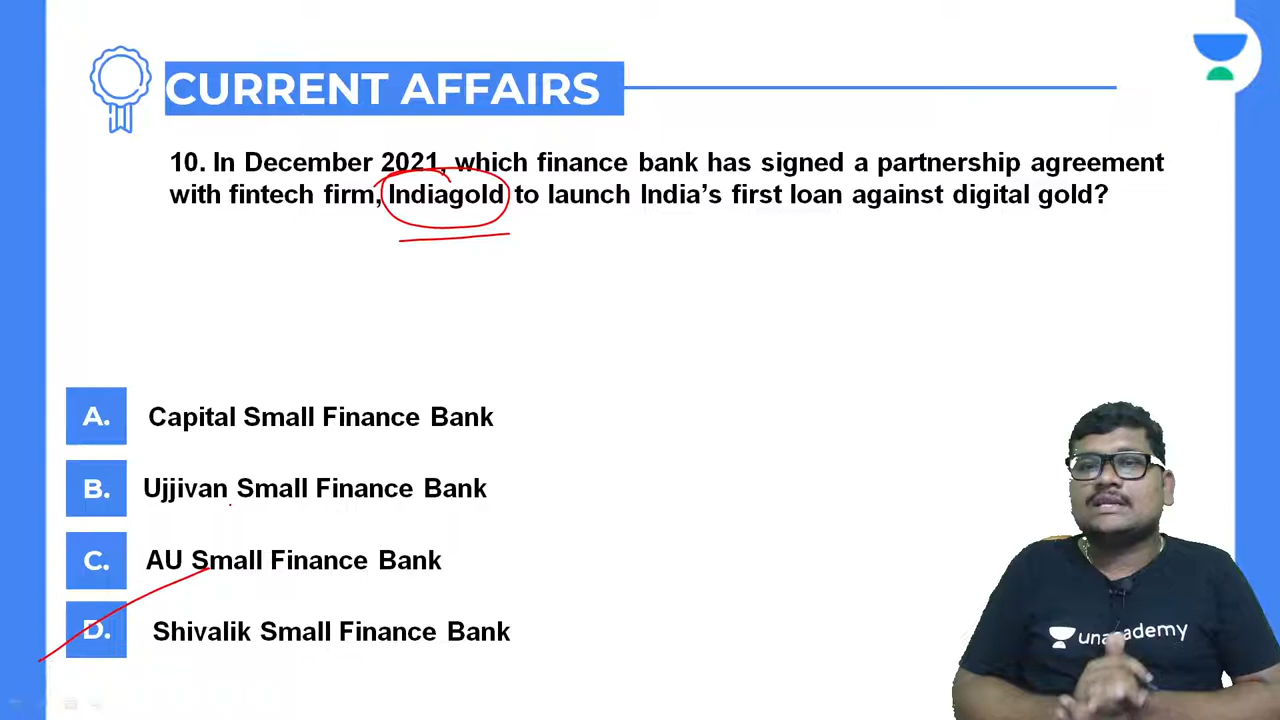 CURRENT AFFAIRS
10. In December 2021, which finance bank has signed a partnership agreement
with fintech firm, Indiagold to launch India’s first loan against digital gold?
A. Capital Small Finance Bank
B. Ujjivan Small Finance Bank
C. AU Small Finance Bank
D. Shivalik Small Finance Bank
unacademy